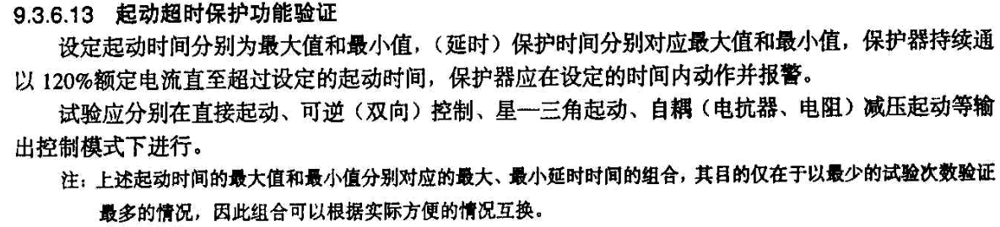 9.3.6.13 起动超时保护功能验证
设定起动时间分别为最大值和最小值，（延时）保护时间分别对应最大值和最小值，保护器持续通
以 120%额定电流直至超过设定的起动时间，保护器应在设定的时间内动作并报警。
试验应分别在直接起动、可逆（双向）控制、星—三角起动、自耦（电抗器、电阻）减压起动等输
出控制模式下进行。
注：上述起动时间的最大值和最小值分别对应的最大、最小延时时间的组合，其目的仅在于以最少的试验次数验证
最多的情况，因此组合可以根据实际方便的情况互换。